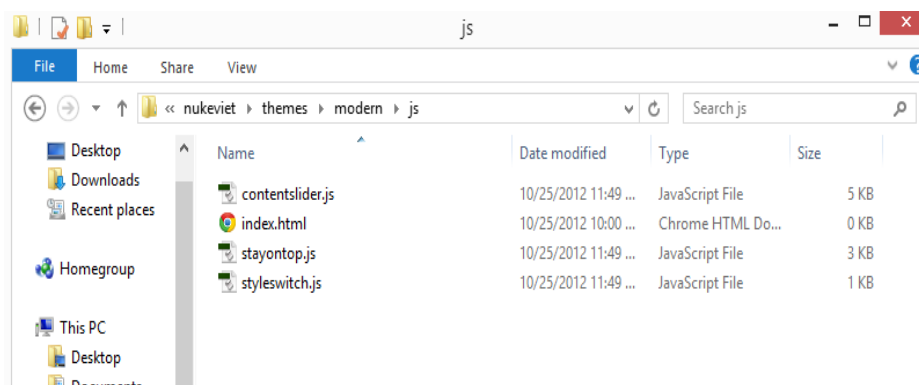 js
File Home Share View
« nukeviet themes modern js Search js
Desktop
Downloads
Recent places
Homegroup
This PC
Desktop
Documents
Name Date modified Type Size
contentslider.js 10/25/2012 11:49 ... JavaScript File 5 KB
index.html 10/25/2012 10:00 ... Chrome HTML Do... 0 KB
stayontop.js 10/25/2012 11:49 ... JavaScript File 3 KB
styleswitch.js 10/25/2012 11:49 ... JavaScript File 1 KB